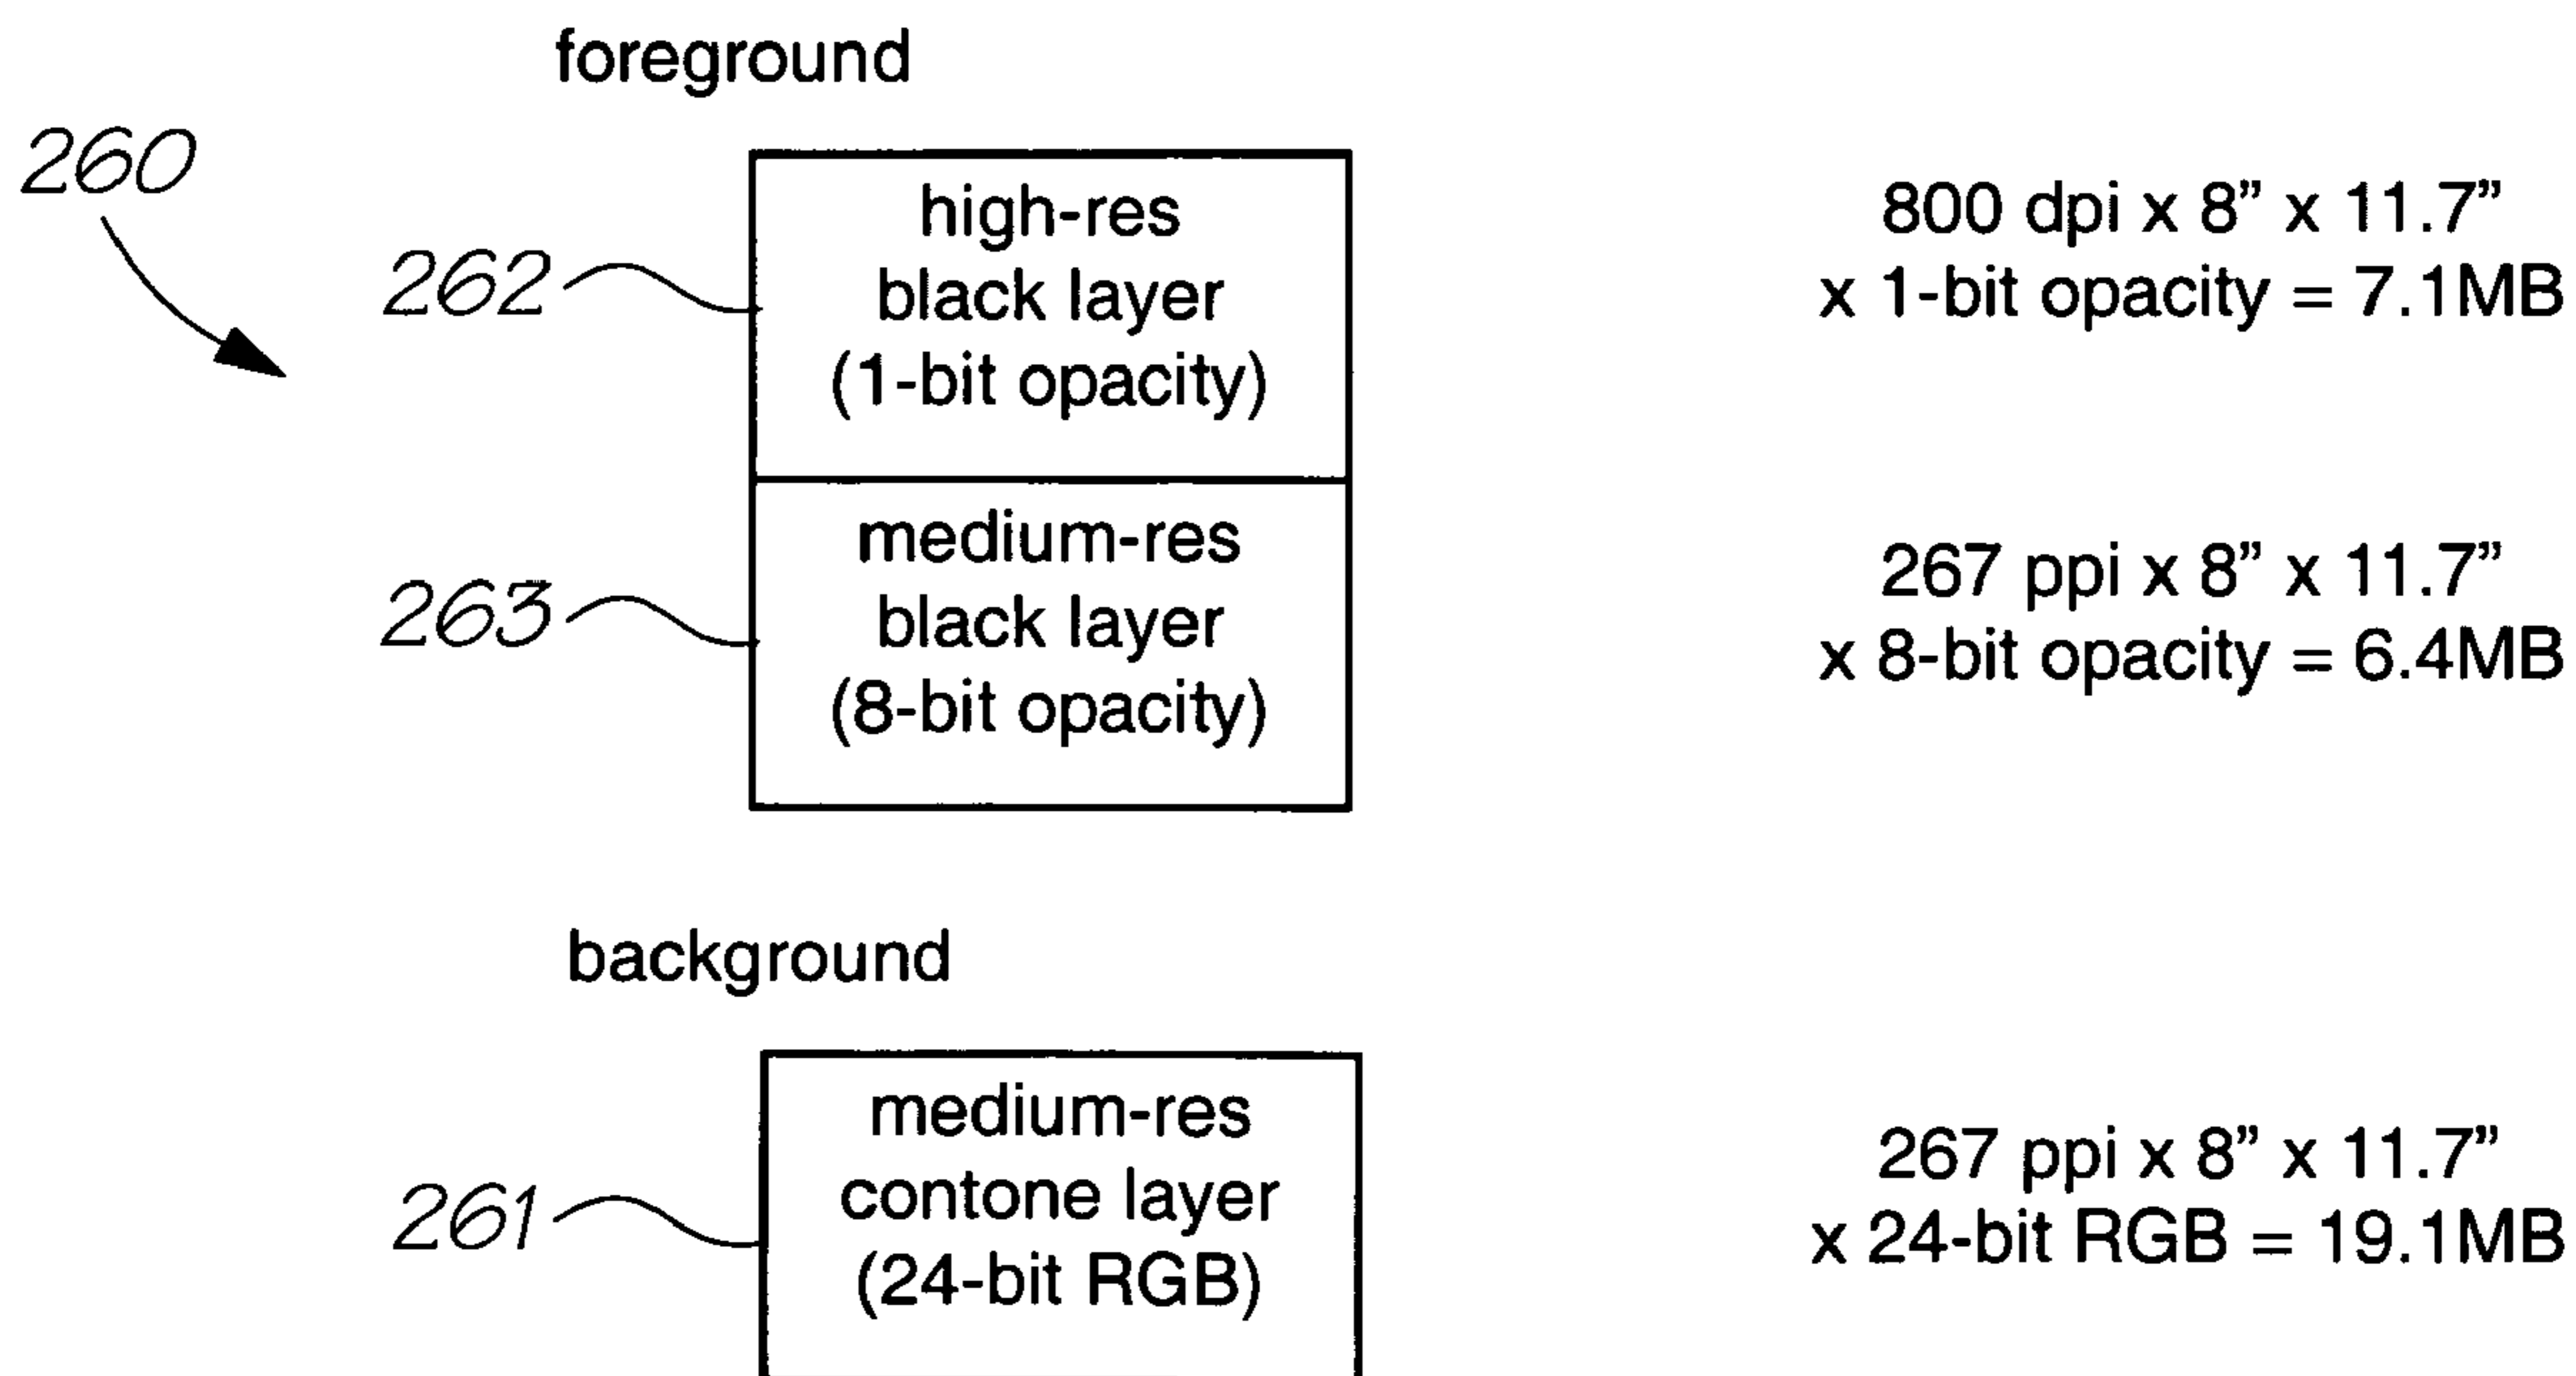 foreground
260
262
high-res
black layer
(1-bit opacity)
800 dpi x 8” x 11.7”
x 1-bit opacity = 7.1MB
263
medium-res
black layer
(8-bit opacity)
267 ppi x 8” x 11.7”
x 8-bit opacity = 6.4MB
background
261
medium-res
contone layer
(24-bit RGB)
267 ppi x 8” x 11.7”
x 24-bit RGB = 19.1MB